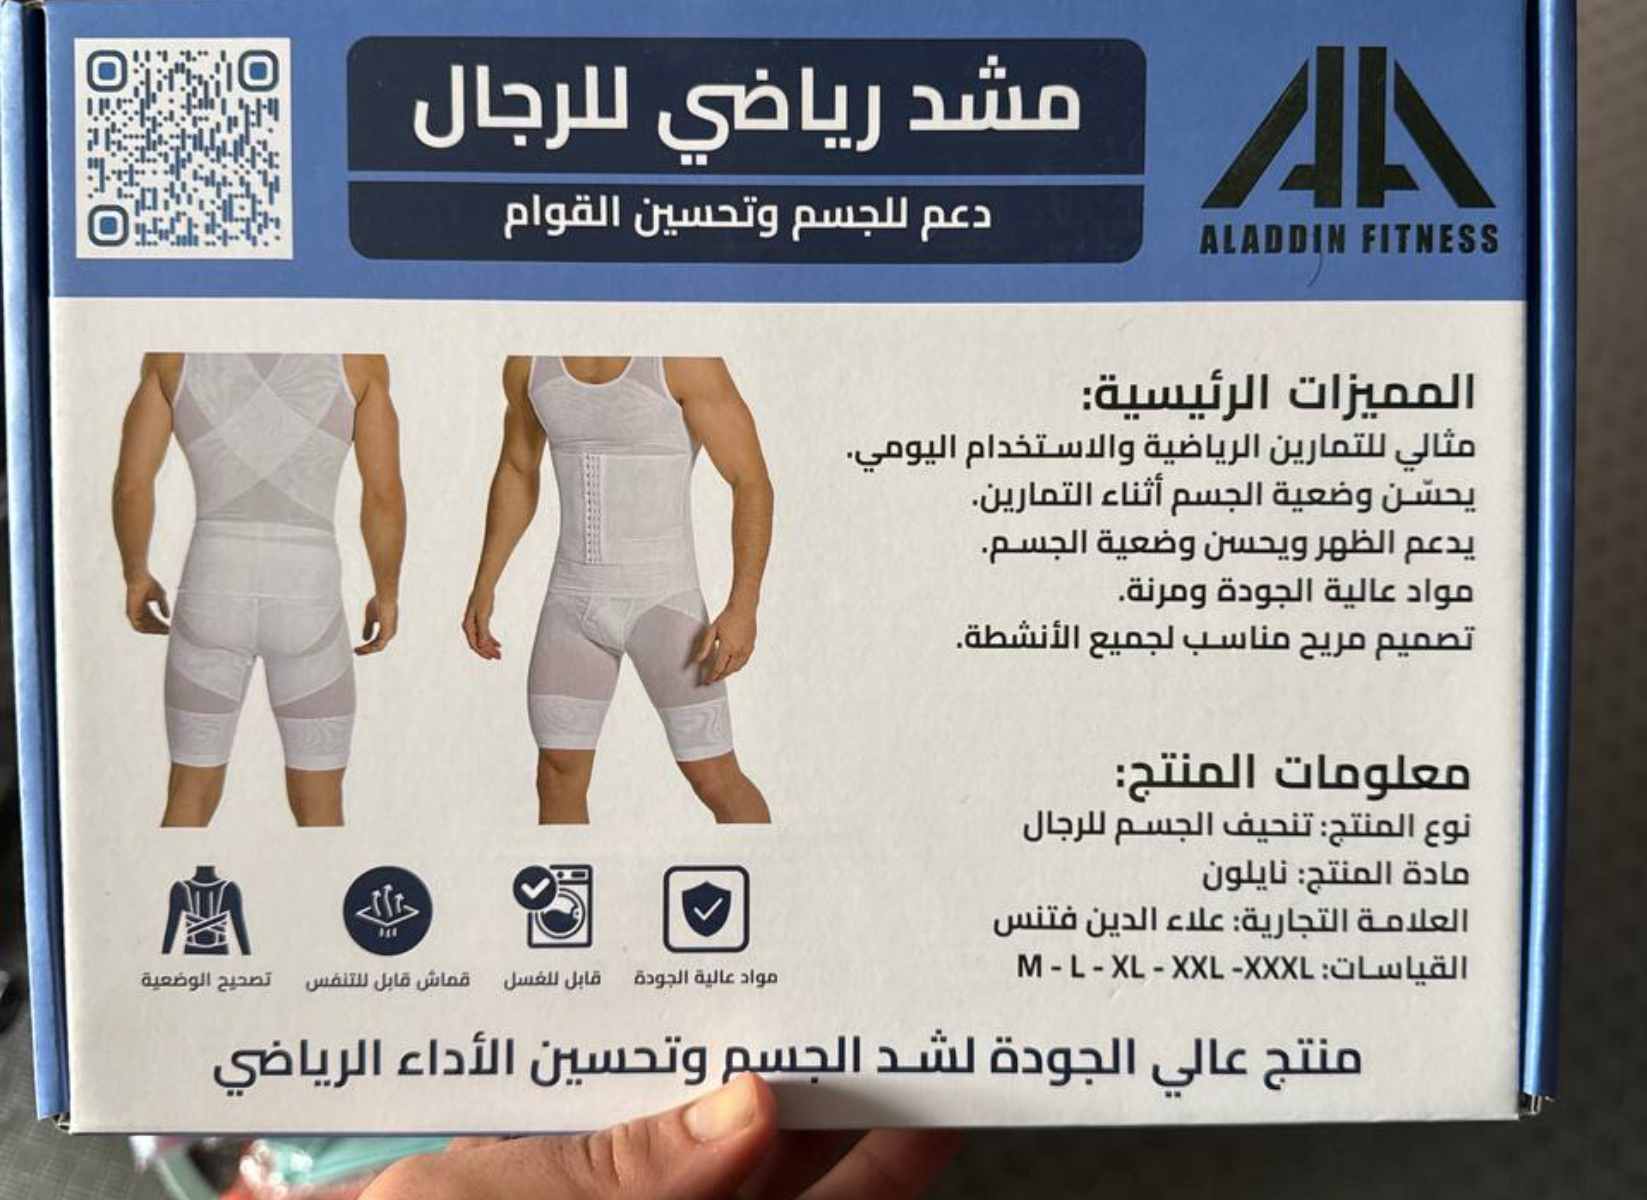 مشد رياضي للرجال
دعم للجسم وتحسين القوام
ALADDIN FITNESS
المميزات الرئيسية:
مثالي للتمارين الرياضية والاستخدام اليومي.
يحسّن وضعية الجسم أثناء التمارين.
يدعم الظهر ويحسن وضعية الجسم.
مواد عالية الجودة ومرنة.
تصميم مريح مناسب لجميع الأنشطة.
معلومات المنتج:
نوع المنتج: تنحيف الجسم للرجال
مادة المنتج: نايلون
العلامة التجارية: علاء الدين فتنس
القياسات: M - L - XL - XXL -XXXL
مواد عالية الجودة
قابل للغسل
قماش قابل للتنفس
تصحيح الوضعية
منتج عالي الجودة لشد الجسم وتحسين الأداء الرياضي